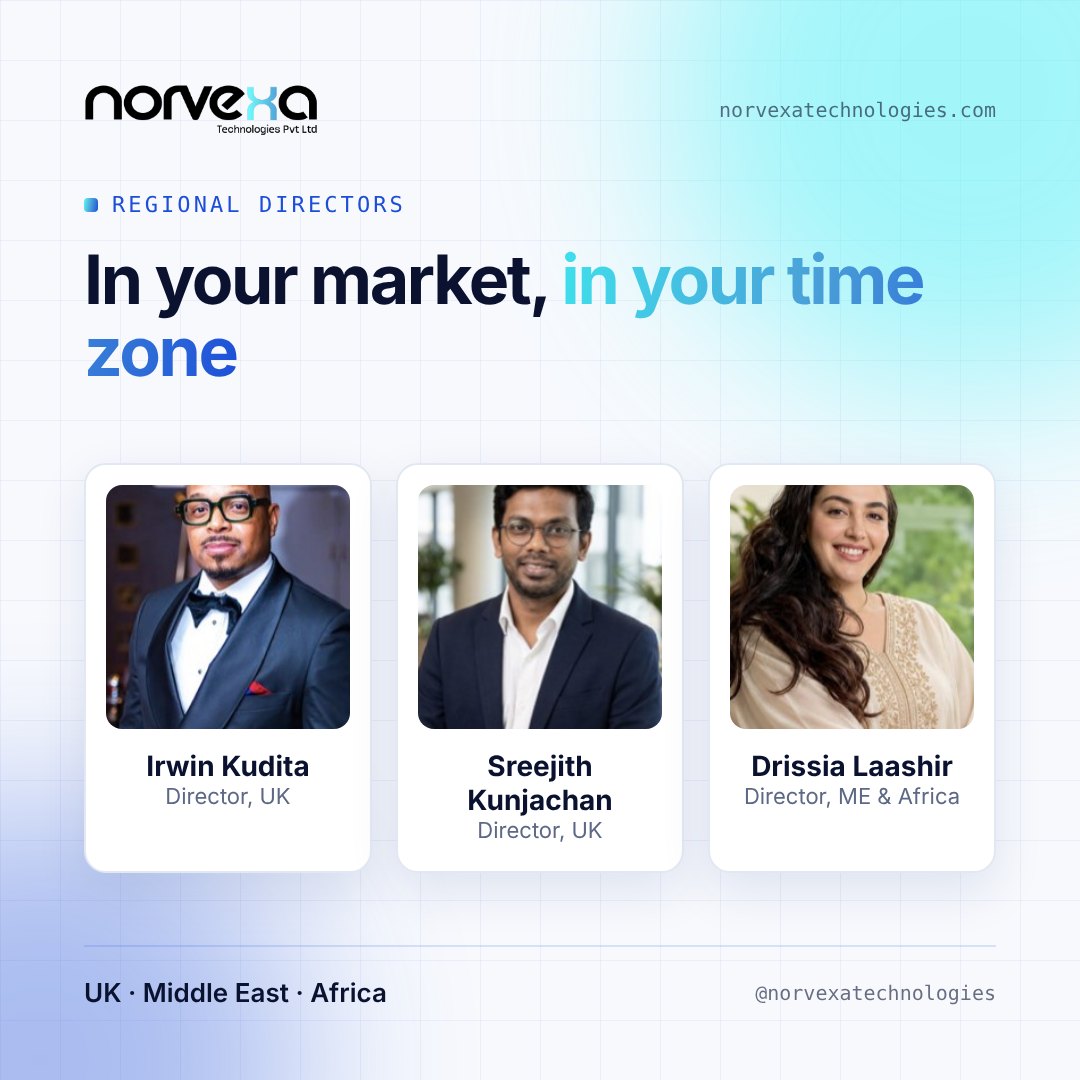 norvexa
Technologies Pvt Ltd
norvexatechnologies.com
REGIONAL DIRECTORS
In your market, in your time
zone
Irwin Kudita
Director, UK
Sreejith
Kunjachan
Director, UK
Drissia Laashir
Director, ME & Africa
UK · Middle East · Africa
@norvexatechnologies